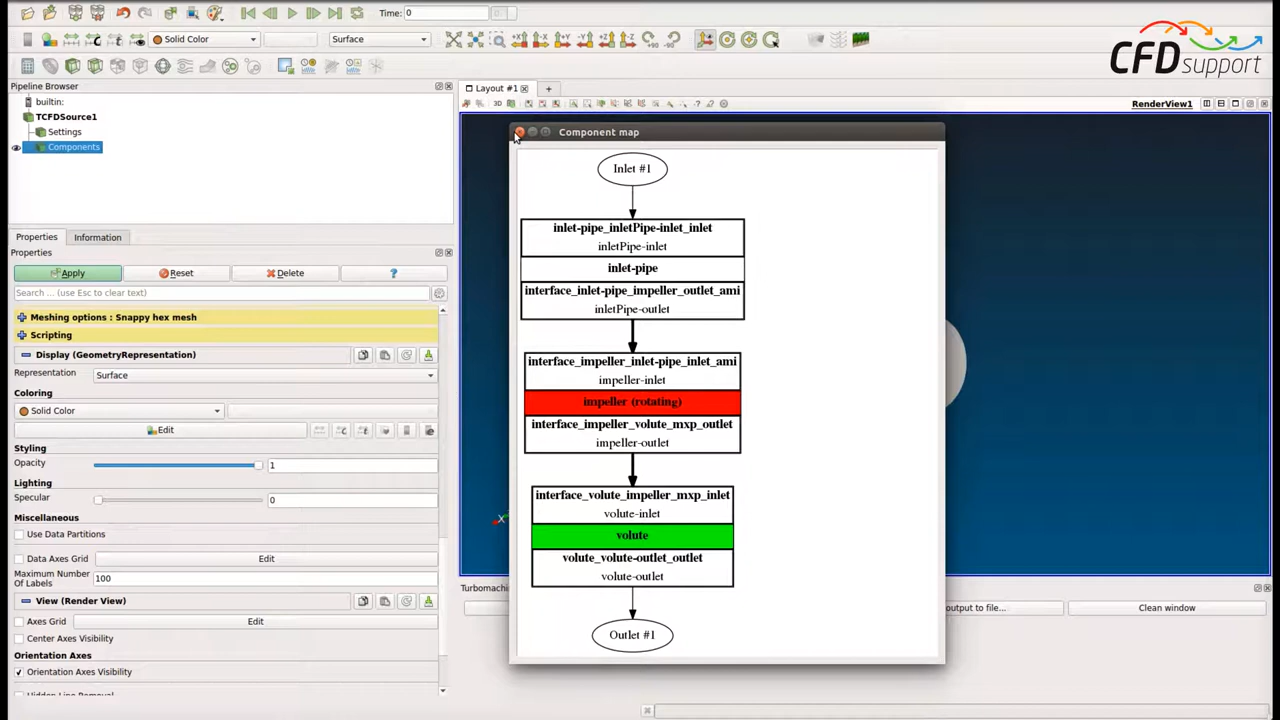 Time: 0
Solid Color
Surface
CFD support
Pipeline Browser
builtin:
TCFDSource1
Settings
Components
Layout #1
+
3D
RenderView1
Component map
Inlet #1
inlet-pipe_inletPipe-inlet_inlet
inletPipe-inlet
inlet-pipe
interface_inlet-pipe_impeller_outlet_ami
inletPipe-outlet
interface_impeller_inlet-pipe_inlet_ami
impeller-inlet
impeller (rotating)
interface_impeller_volute_mxp_outlet
impeller-outlet
interface_volute_impeller_mxp_inlet
volute-inlet
volute
volute_volute-outlet_outlet
volute-outlet
Outlet #1
Properties Information
Properties
Apply Reset Delete ?
Search ... (use Esc to clear text)
Meshing options : Snappy hex mesh
Scripting
Display (GeometryRepresentation)
Representation Surface
Coloring
Solid Color
Edit
Styling
Opacity 1
Lighting
Specular 0
Miscellaneous
Use Data Partitions
Data Axes Grid Edit
Maximum Number
Of Labels 100
View (Render View)
Axes Grid Edit
Center Axes Visibility
Orientation Axes
Orientation Axes Visibility
Turbomachi
output to file...
Clean window
X